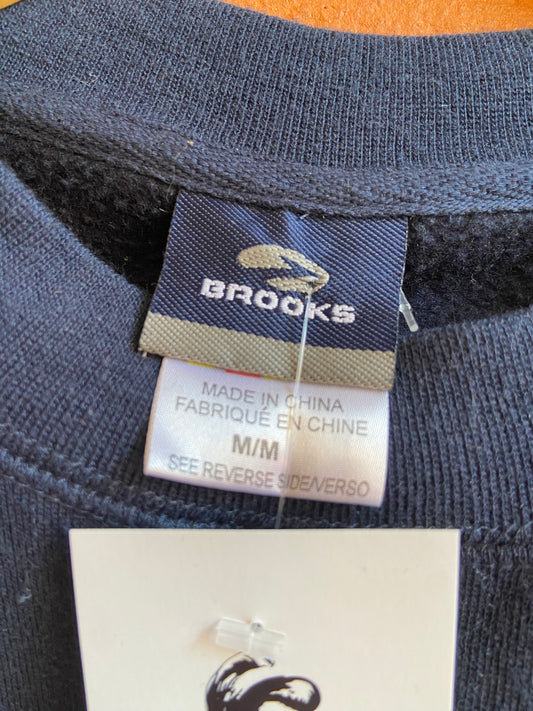 BROOKS
MADE IN CHINA
FABRIQUÉ EN CHINE
M/M
SEE REVERSE SIDE/VERSO